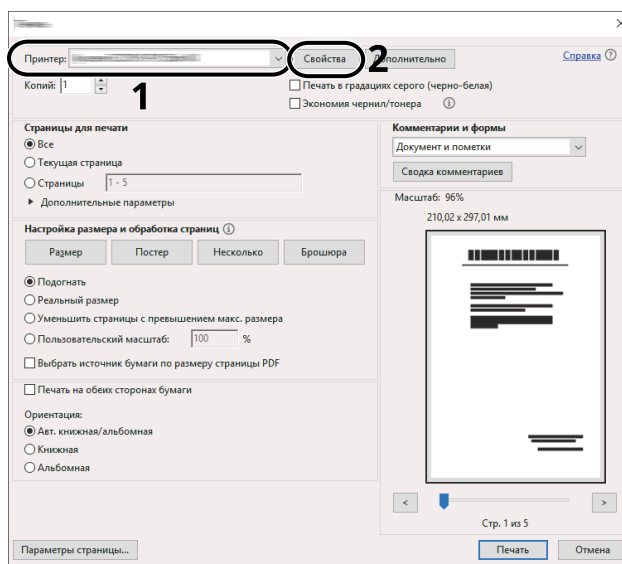 Принтер:
Свойства
2
Дополнительно
Справка
1
Копий: 1
Печать в градациях серого (черно-белая)
Экономия чернил/тонера
Страницы для печати
Все
Текущая страница
Страницы 1 - 5
Дополнительные параметры
Настройка размера и обработка страниц
Размер
Постер
Несколько
Брошюра
Подогнать
Реальный размер
Уменьшить страницы с превышением макс. размера
Пользовательский масштаб: 100 %
Выбрать источник бумаги по размеру страницы PDF
Печать на обеих сторонах бумаги
Ориентация:
Авт. книжная/альбомная
Книжная
Альбомная
Комментарии и формы
Документ и пометки
Сводка комментариев
Масштаб: 96%
210,02 x 297,01 мм
<
>
Стр. 1 из 5
Параметры страницы...
Печать
Отмена